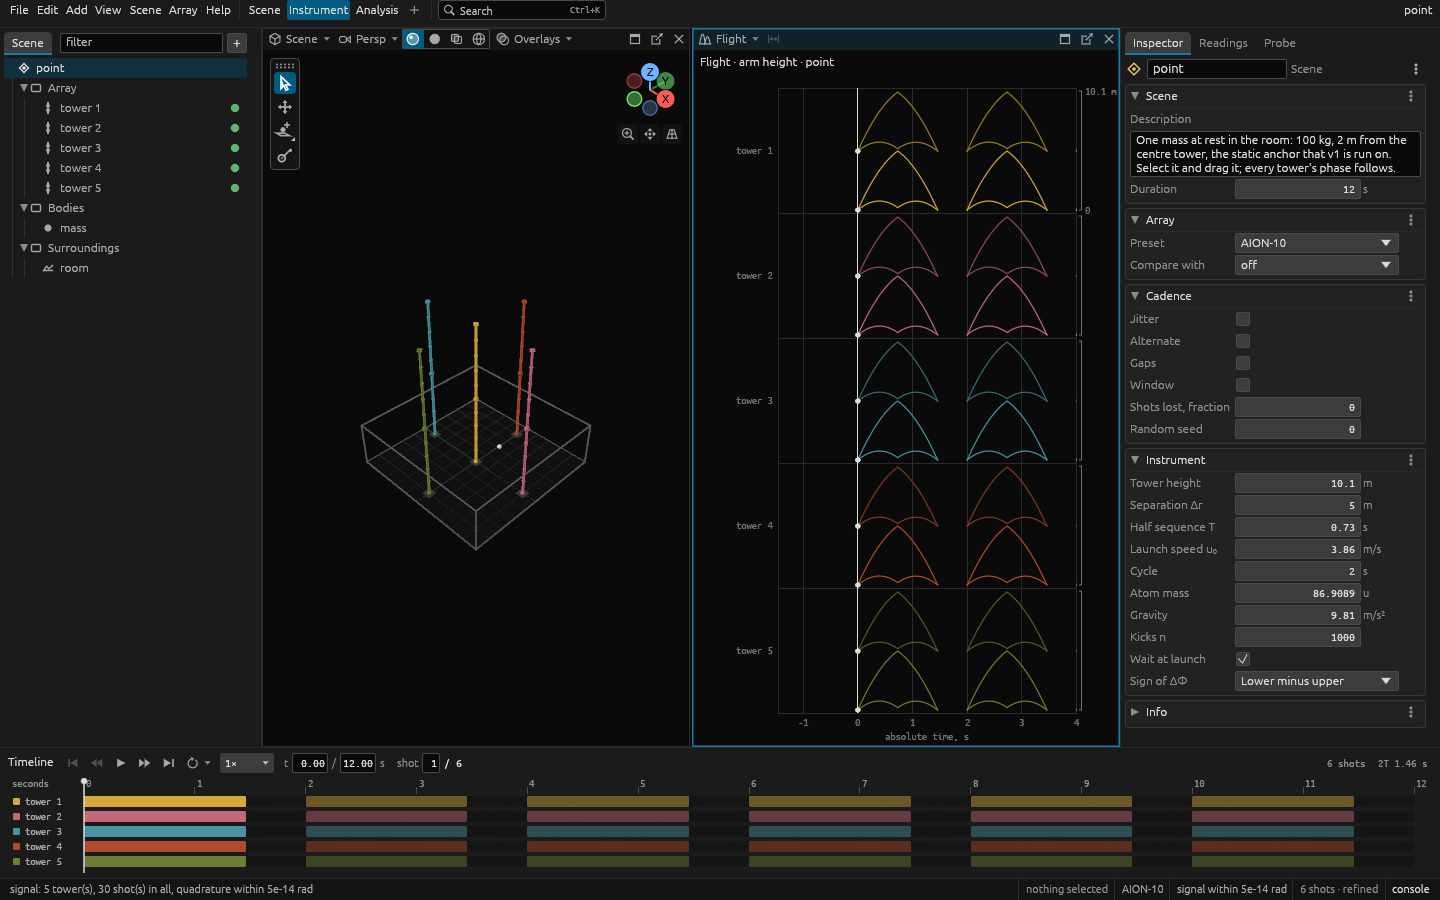 File Edit Add View Scene Array Help Scene Instrument Analysis + Search Ctrl+K point
Scene filter +
point
Array
tower 1
tower 2
tower 3
tower 4
tower 5
Bodies
mass
Surroundings
room
Scene Persp Overlays
Z
Y
X
Flight
Flight · arm height · point
10.1 m
tower 1
0
tower 2
tower 3
tower 4
tower 5
-1 0 1 2 3 4
absolute time, s
Inspector Readings Probe
point Scene
Scene
Description
One mass at rest in the room: 100 kg, 2 m from the
centre tower, the static anchor that v1 is run on.
Select it and drag it; every tower's phase follows.
Duration 12 s
Array
Preset AION-10
Compare with off
Cadence
Jitter
Alternate
Gaps
Window
Shots lost, fraction 0
Random seed 0
Instrument
Tower height 10.1 m
Separation Δr 5 m
Half sequence T 0.73 s
Launch speed u₀ 3.86 m/s
Cycle 2 s
Atom mass 86.9089 u
Gravity 9.81 m/s²
Kicks n 1000
Wait at launch
Sign of ΔΦ Lower minus upper
Info
Timeline 1× t 0.00 / 12.00 s shot 1 / 6 6 shots 2T 1.46 s
seconds 0 1 2 3 4 5 6 7 8 9 10 11 12
tower 1
tower 2
tower 3
tower 4
tower 5
signal: 5 tower(s), 30 shot(s) in all, quadrature within 5e-14 rad nothing selected AION-10 signal within 5e-14 rad 6 shots · refined console